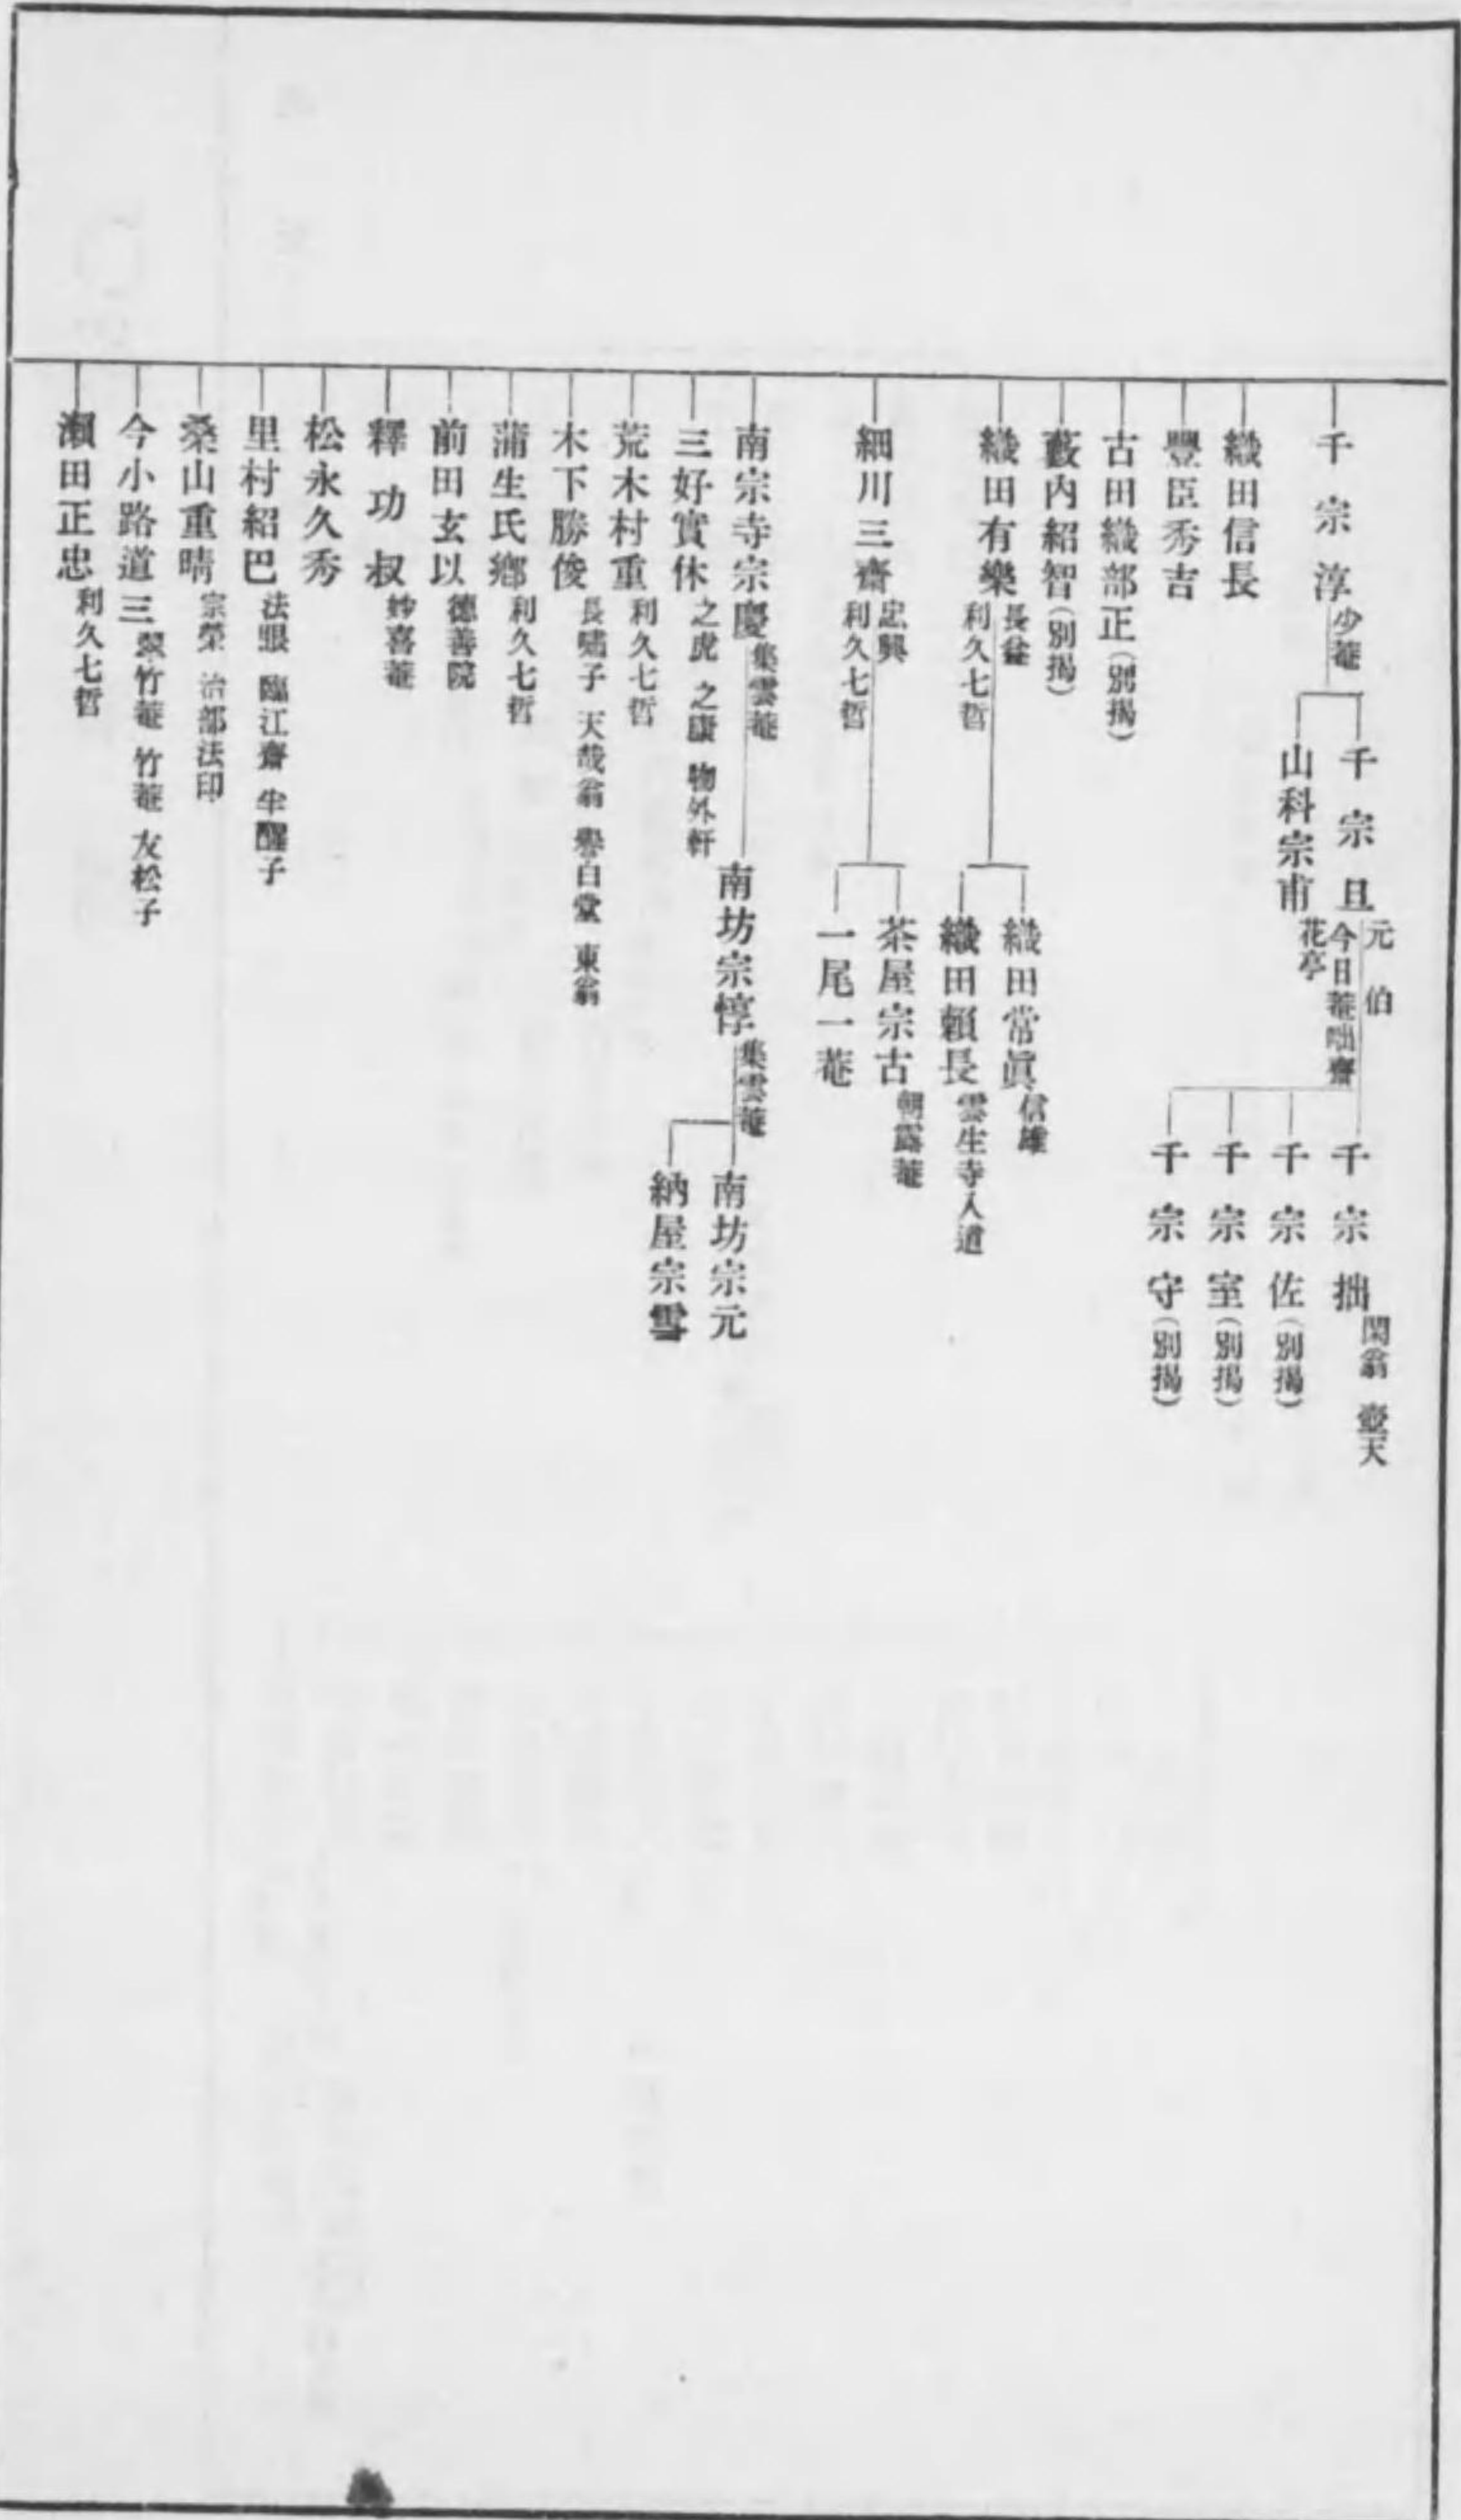 千宗淳 少菴
千宗旦 元伯
今日菴咄齋
千宗拙 閑翁 壺天
千宗佐(別揭)
千宗室(別揭)
千宗守(別揭)
山科宗甫
花亭
織田信長
豐臣秀吉
古田織部正(別揭)
藪內紹智(別揭)
織田有樂 長益
利久七哲
織田常眞 信雄
織田賴長 雲生寺入道
細川三齋 忠興
利久七哲
茶屋宗古 朝露菴
一尾一菴
南宗寺宗慶 集雲菴
南坊宗惇 集雲菴
南坊宗元
納屋宗雪
三好實休 之虎 之康 物外軒
荒木村重 利久七哲
木下勝俊 長嘯子 天哉翁 擧白堂 東翁
蒲生氏鄕 利久七哲
前田玄以 德善院
釋功叔 妙喜菴
松永久秀
里村紹巴 法眼 臨江齋 半醒子
桑山重晴 宗榮 治部法印
今小路道三 翠竹菴 竹菴 友松子
瀨田正忠 利久七哲